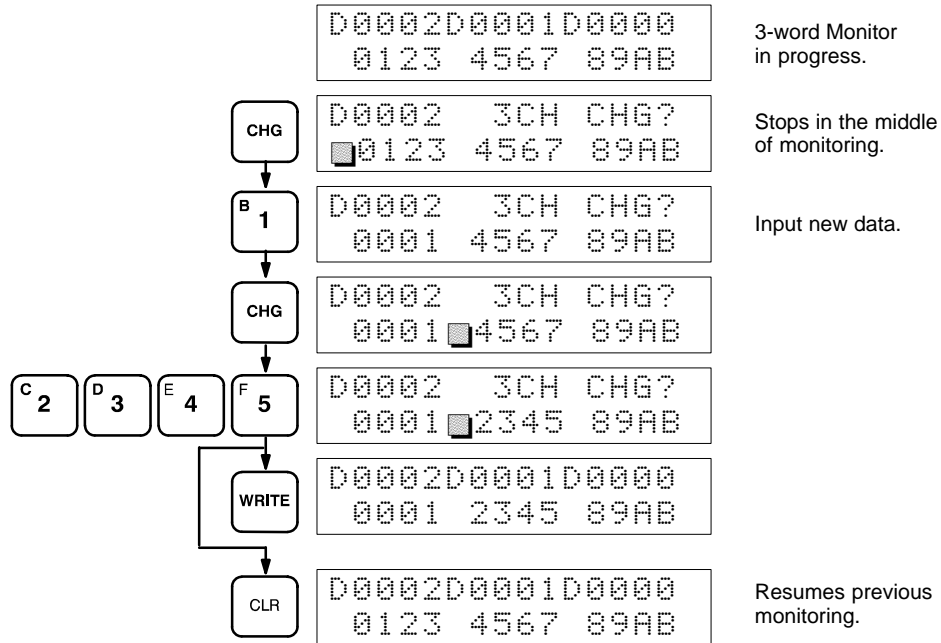 D0002D0001D0000
0123 4567 89AB
3-word Monitor
in progress.
CHG
D0002 3CH CHG?
0123 4567 89AB
Stops in the middle
of monitoring.
B
1
D0002 3CH CHG?
0001 4567 89AB
Input new data.
CHG
D0002 3CH CHG?
0001 4567 89AB
C
2
D
3
E
4
F
5
D0002 3CH CHG?
0001 2345 89AB
WRITE
D0002D0001D0000
0001 2345 89AB
CLR
D0002D0001D0000
0123 4567 89AB
Resumes previous
monitoring.